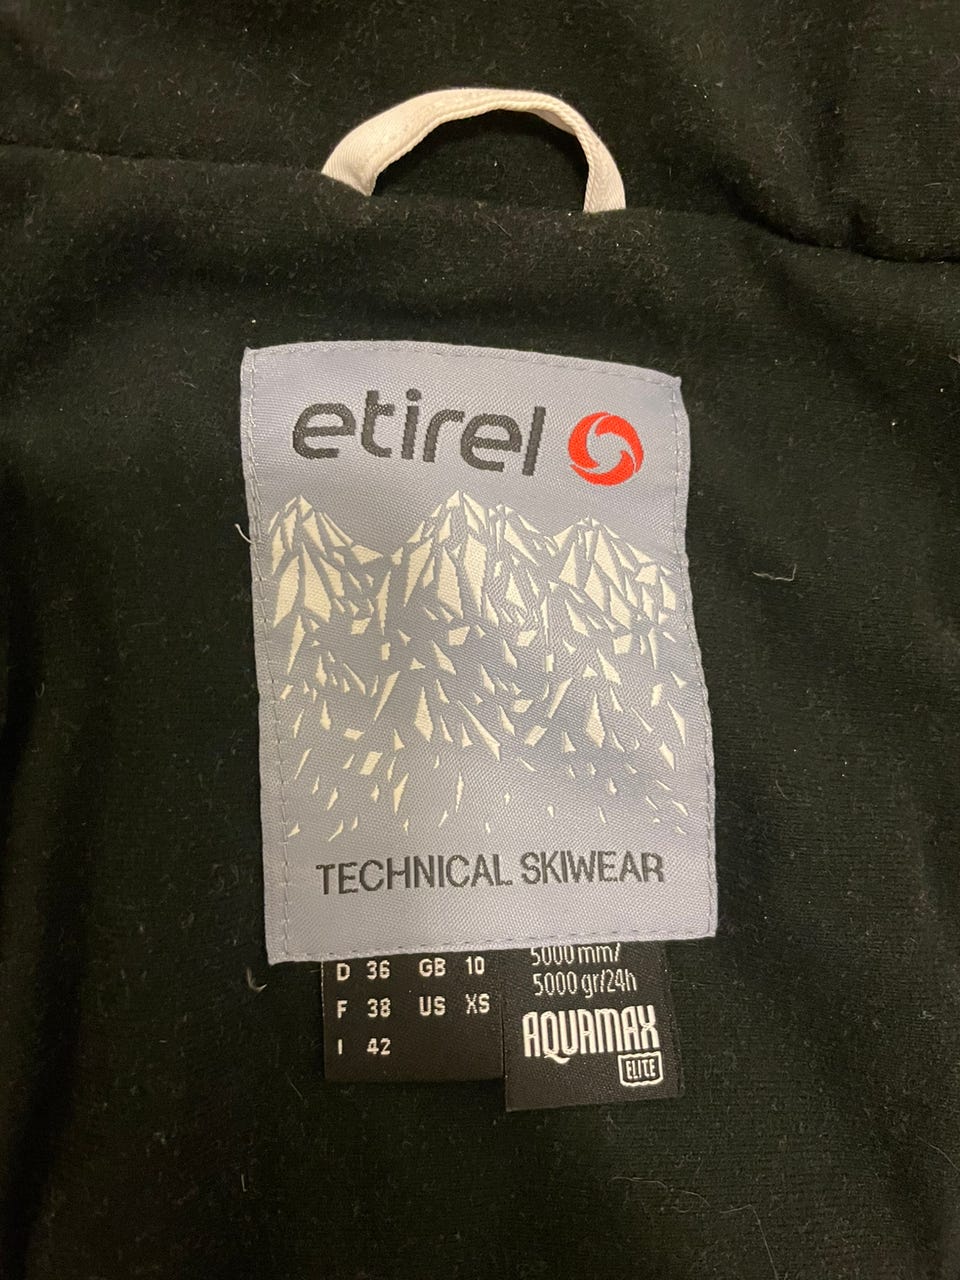 etirel
TECHNICAL SKIWEAR
D 36 GB 10
F 38 US XS
I 42
5000 mm/
5000 gr/24h
AQUAMAX
ELITE